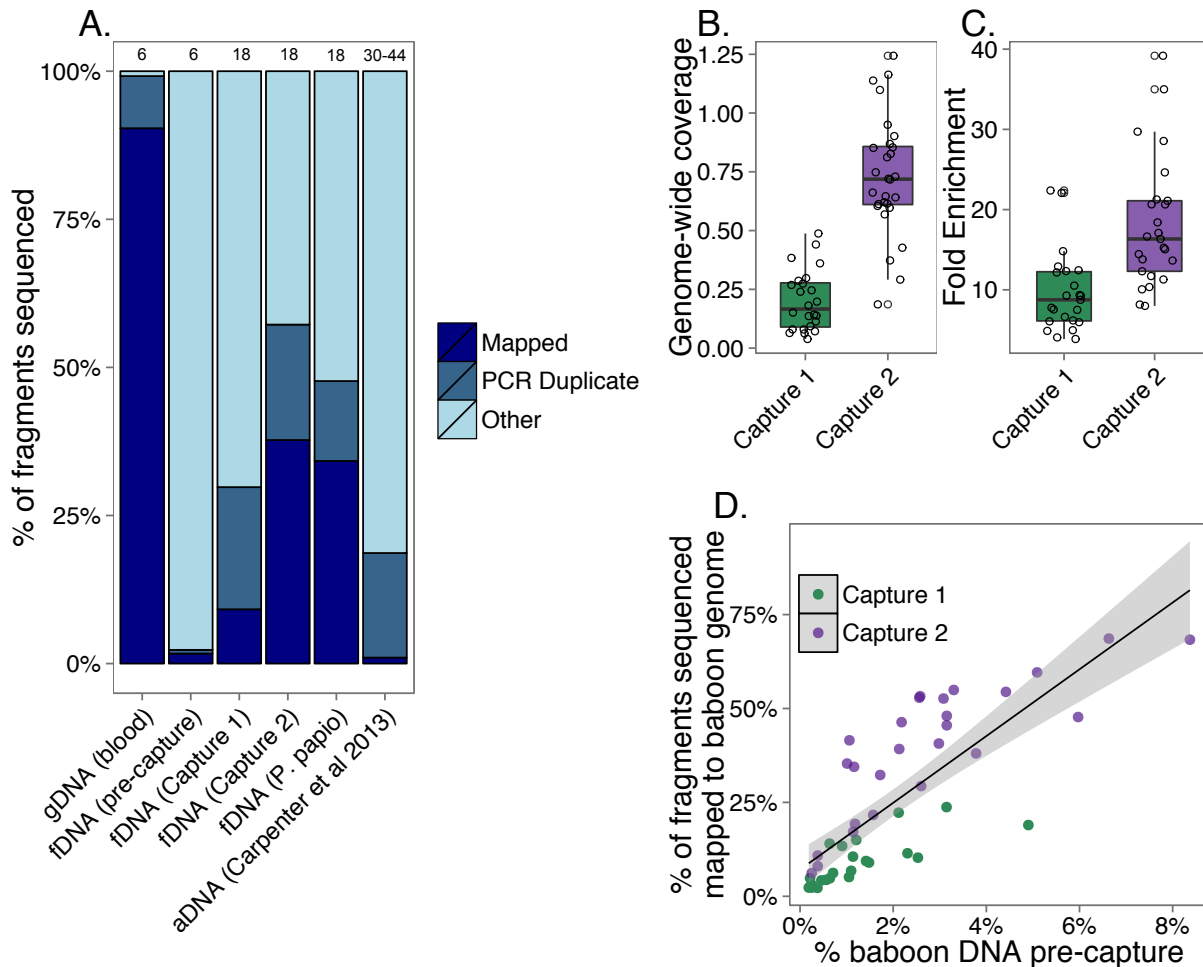 A.
6 6 18 18 18 30-44
100%
75%
50%
25%
0%
% of fragments sequenced
gDNA (blood)
fDNA (pre-capture)
fDNA (Capture 1)
fDNA (Capture 2)
fDNA (P. papio)
aDNA (Carpenter et al 2013)
Mapped
PCR Duplicate
Other
B.
1.25
1.00
0.75
0.50
0.25
0.00
Genome-wide coverage
Capture 1
Capture 2
C.
40
30
20
10
Fold Enrichment
Capture 1
Capture 2
D.
% of fragments sequenced
mapped to baboon genome
75%
50%
25%
0%
Capture 1
Capture 2
0% 2% 4% 6% 8%
% baboon DNA pre-capture